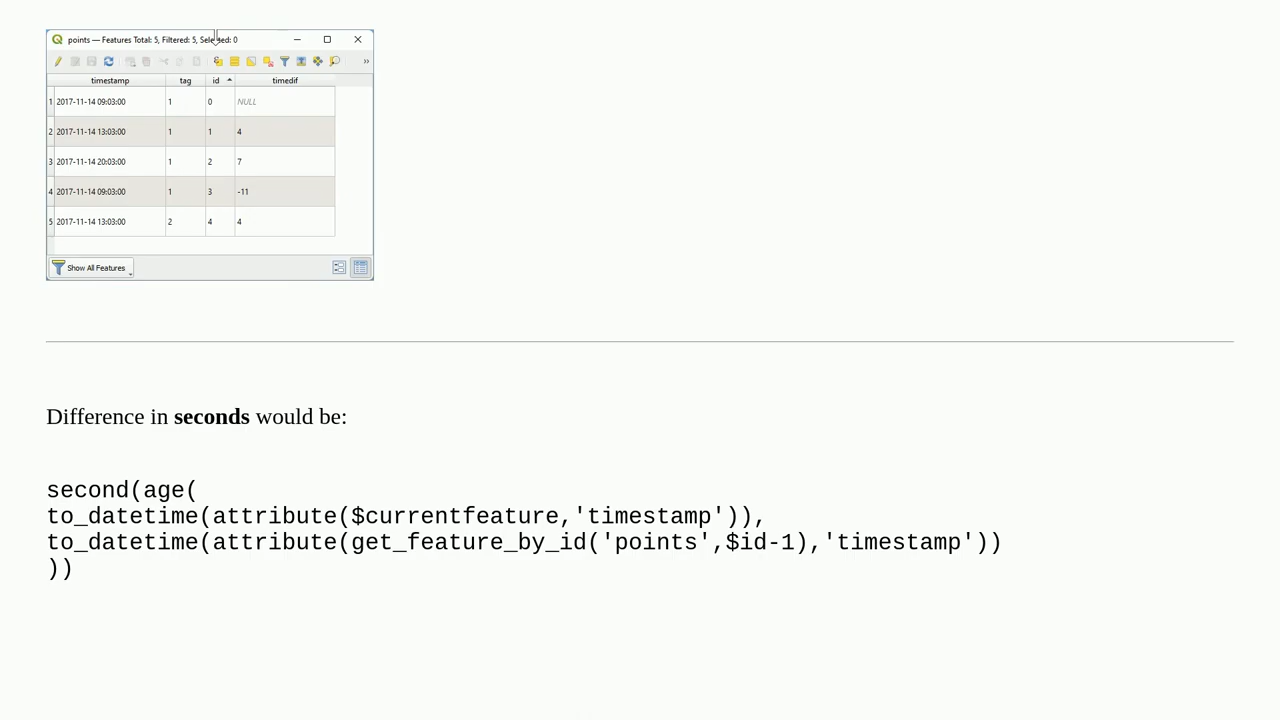 points — Features Total: 5, Filtered: 5, Selected: 0
timestamp tag id timedif
1 2017-11-14 09:03:00 1 0 NULL
2 2017-11-14 13:03:00 1 1 4
3 2017-11-14 20:03:00 1 2 7
4 2017-11-14 09:03:00 1 3 -11
5 2017-11-14 13:03:00 2 4 4
Show All Features
Difference in seconds would be:
second(age(
to_datetime(attribute($currentfeature,'timestamp')),
to_datetime(attribute(get_feature_by_id('points',$id-1),'timestamp'))
))